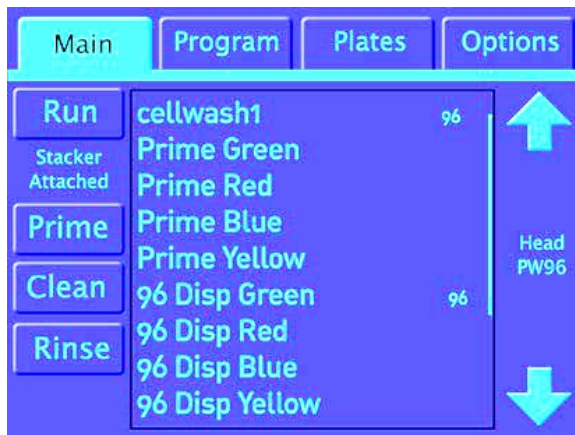 Main Program Plates Options
Run
Stacker
Attached
Prime
Clean
Rinse
cellwash1 96
Prime Green
Prime Red
Prime Blue
Prime Yellow
96 Disp Green 96
96 Disp Red
96 Disp Blue
96 Disp Yellow
Head
PW96